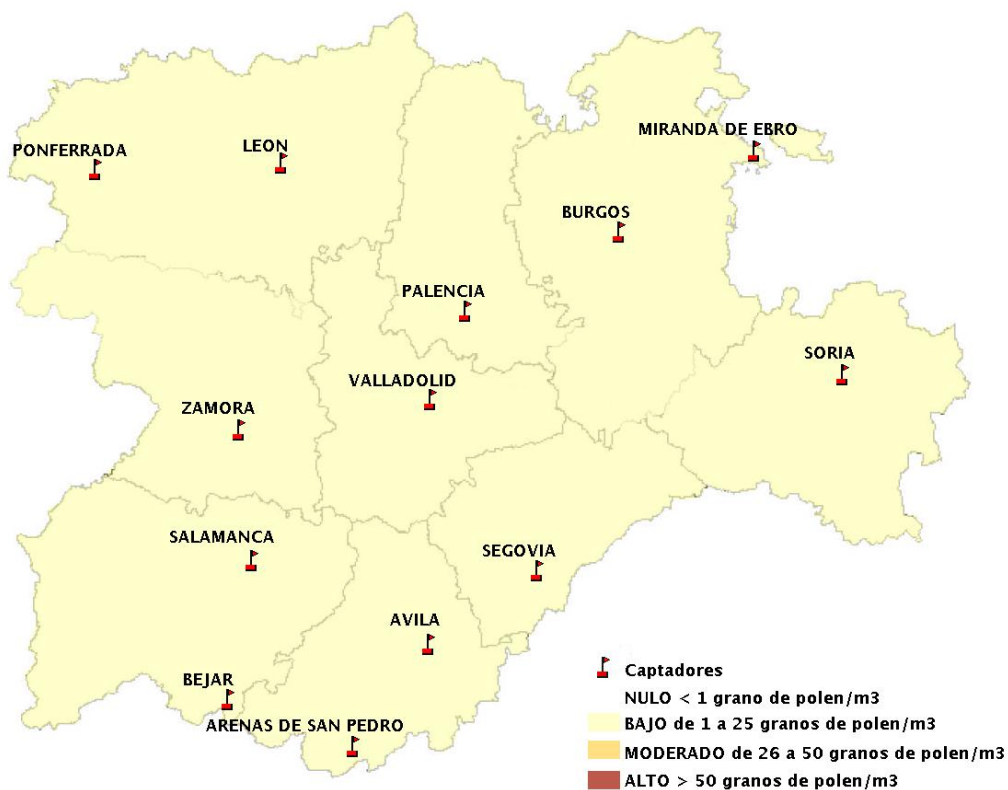 MIRANDA DE EBRO
PONFERRADA
LEON
BURGOS
PALENCIA
SORIA
VALLADOLID
ZAMORA
SALAMANCA
SEGOVIA
AVILA
BEJAR
ARENAS DE SAN PEDRO
Captadores
NULO < 1 grano de polen/m3
BAJO de 1 a 25 granos de polen/m3
MODERADO de 26 a 50 granos de polen/m3
ALTO > 50 granos de polen/m3